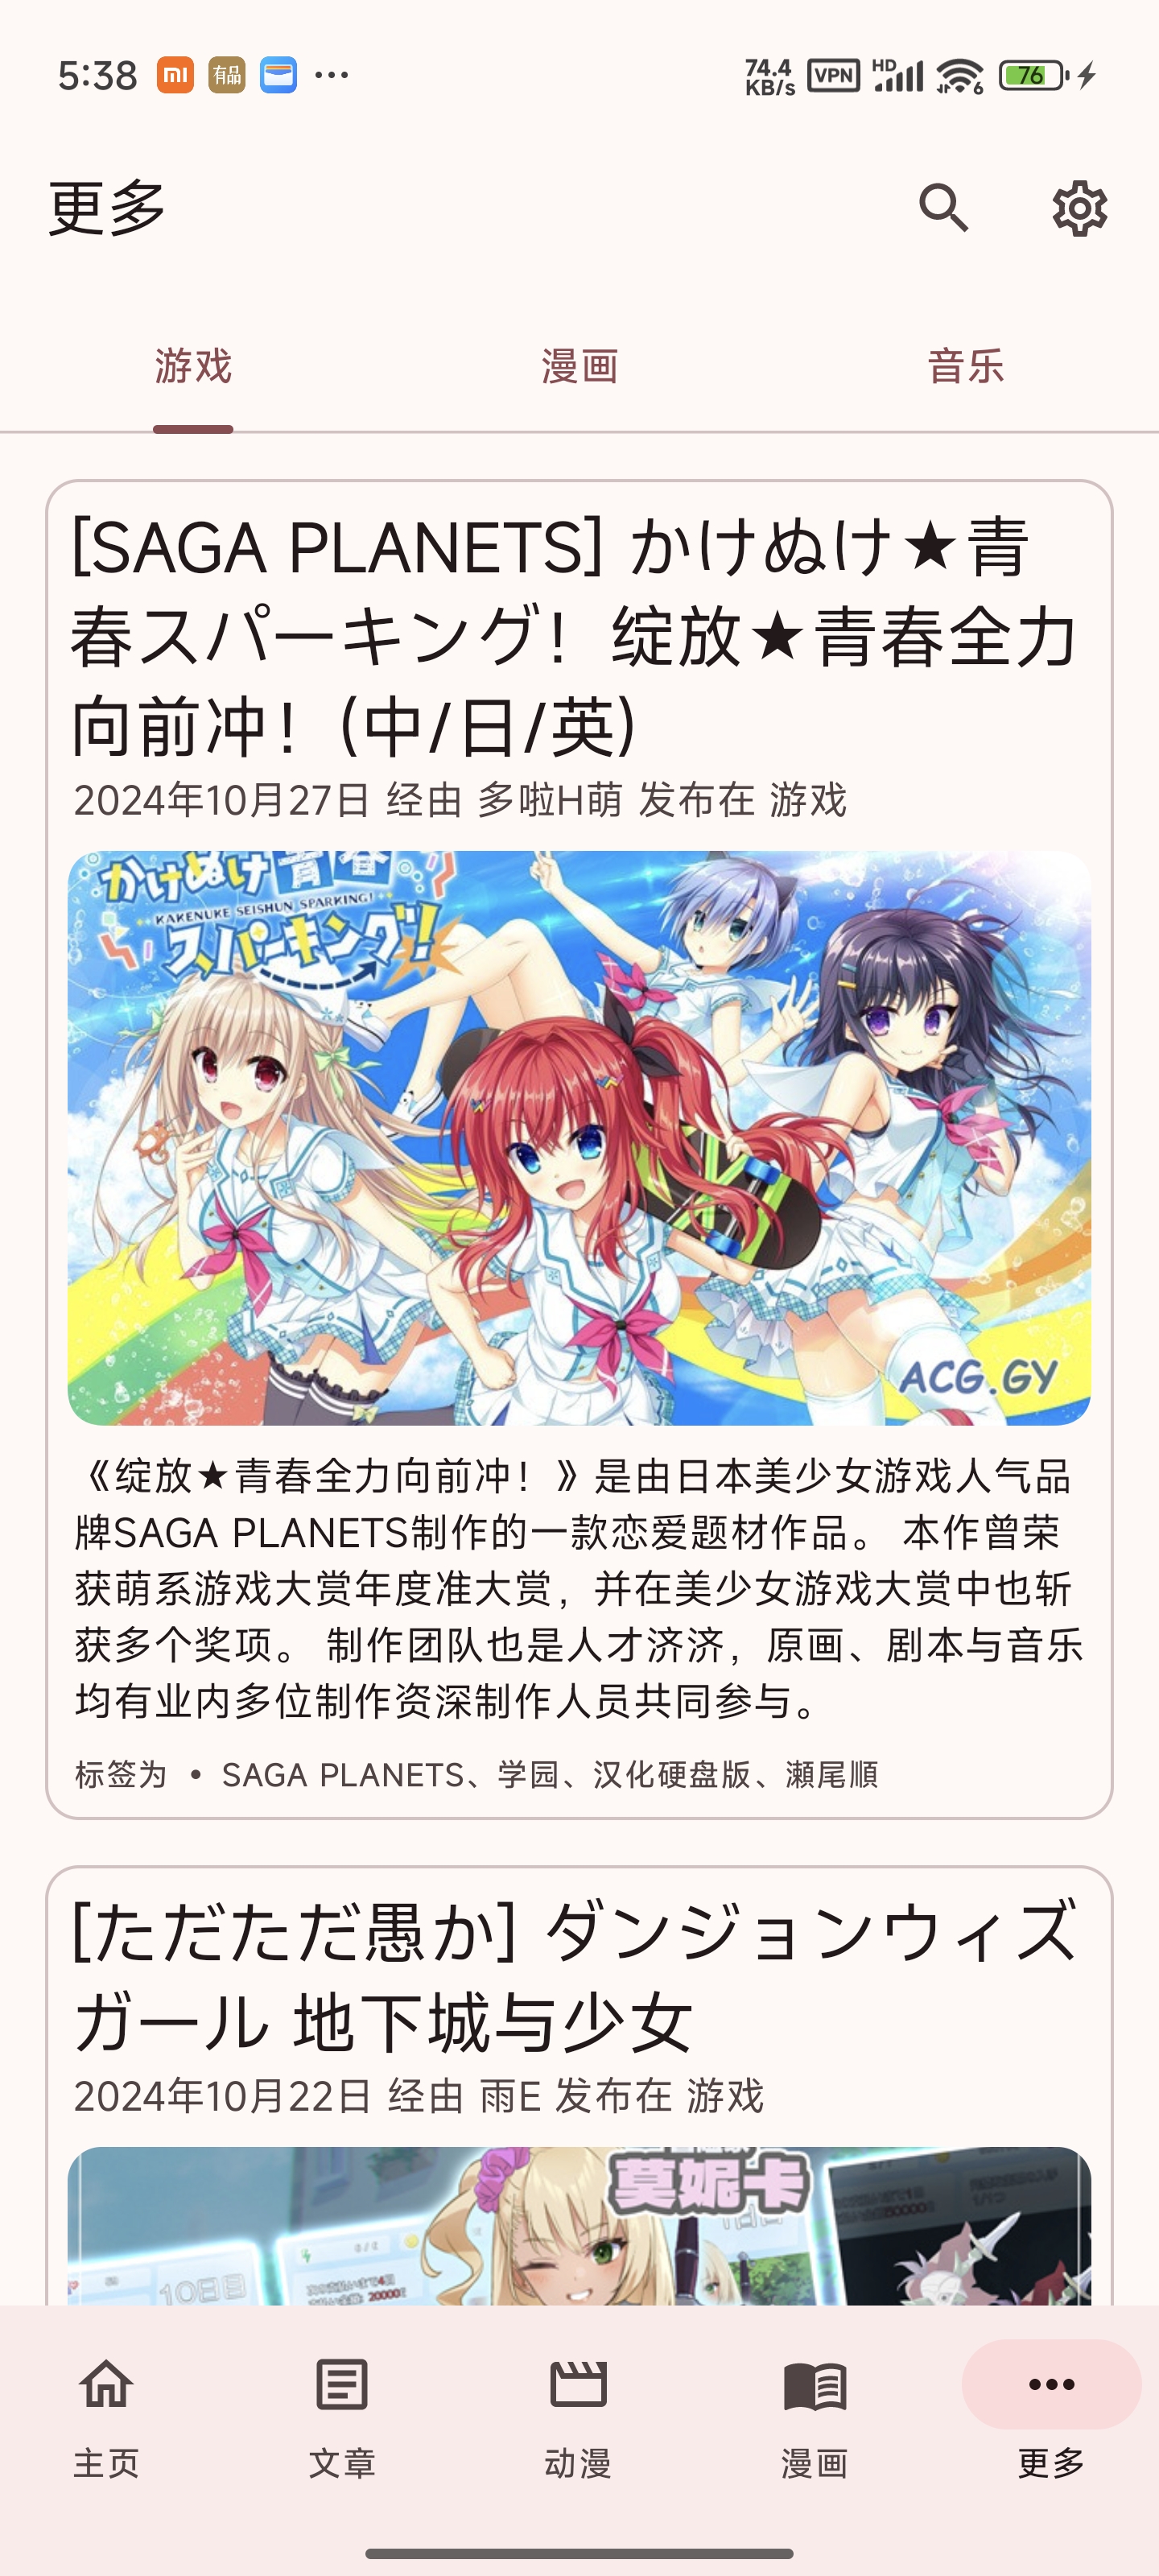 5:38
有品
74.4
KB/s
VPN
HD
6
76
更多
游戏
漫画
音乐
[SAGA PLANETS] かけぬけ★青
春スパーキング！ 绽放★青春全力
向前冲！(中/日/英)
2024年10月27日 经由 多啦H萌 发布在 游戏
かけぬけ青春
KAKENUKE SEISHUN SPARKING!
スパーキング!
ACG.GY
《绽放★青春全力向前冲！》是由日本美少女游戏人气品
牌SAGA PLANETS制作的一款恋爱题材作品。 本作曾荣
获萌系游戏大赏年度准大赏，并在美少女游戏大赏中也斩
获多个奖项。 制作团队也是人才济济，原画、剧本与音乐
均有业内多位制作资深制作人员共同参与。
标签为 • SAGA PLANETS、学园、汉化硬盘版、瀬尾順
[ただただ愚か] ダンジョンウィズ
ガール 地下城与少女
2024年10月22日 经由 雨E 发布在 游戏
莫妮卡
10日目
主页
文章
动漫
漫画
更多